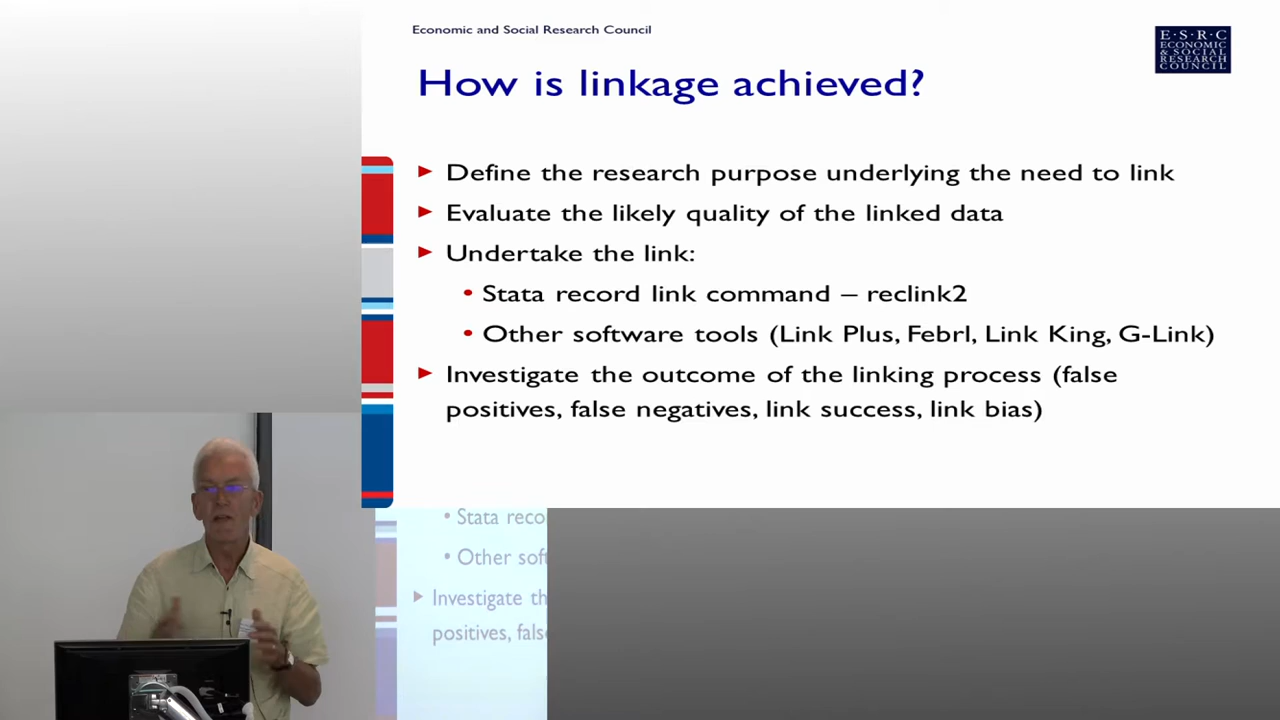 Economic and Social Research Council
E·S·R·C
ECONOMIC
& SOCIAL
RESEARCH
COUNCIL
How is linkage achieved?
► Define the research purpose underlying the need to link
► Evaluate the likely quality of the linked data
► Undertake the link:
• Stata record link command – reclink2
• Other software tools (Link Plus, Febrl, Link King, G-Link)
► Investigate the outcome of the linking process (false
positives, false negatives, link success, link bias)
• Stata reco
• Other soft
► Investigate th
positives, fals